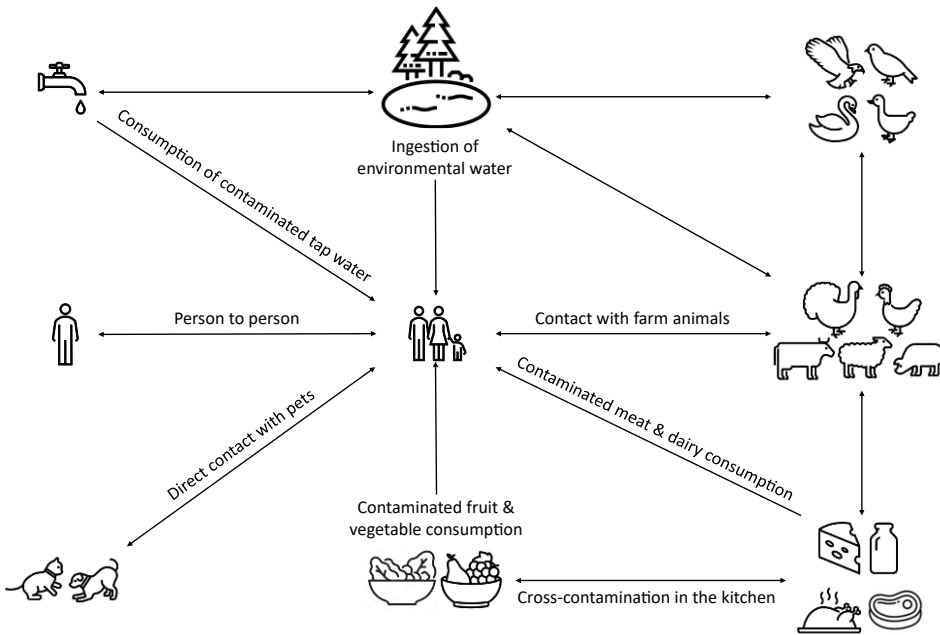 Ingestion of
environmental water
Consumption of contaminated tap water
Person to person
Contact with farm animals
Contaminated meat & dairy consumption
Direct contact with pets
Contaminated fruit &
vegetable consumption
Cross-contamination in the kitchen